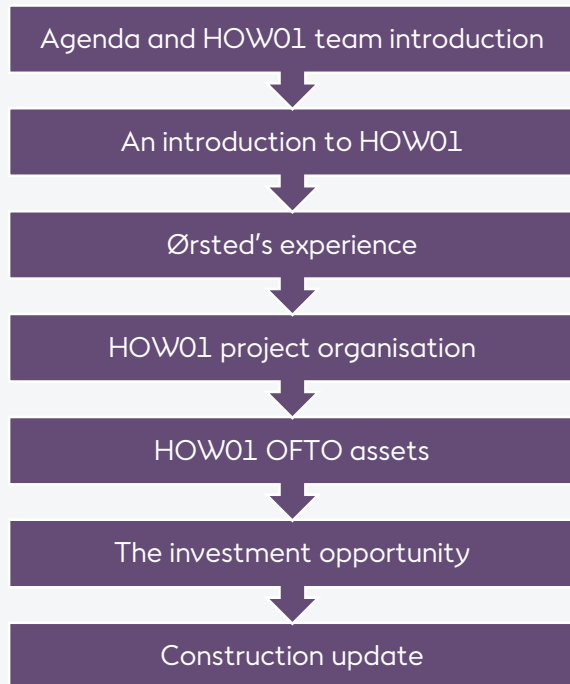 Agenda and HOW01 team introduction
An introduction to HOW01
Ørsted's experience
HOW01 project organisation
HOW01 OFTO assets
The investment opportunity
Construction update